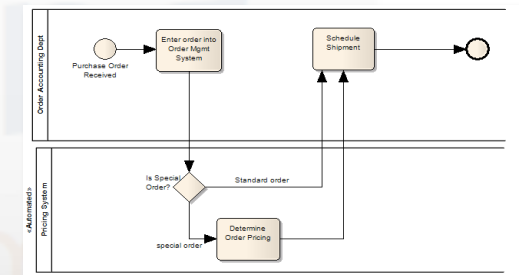 Order Accounting Dept
Purchase Order
Received
Enter order into
Order Mgmt
System
Schedule
Shipment
«Automated»
Pricing System
Is Special
Order?
Standard order
special order
Determine
Order Pricing